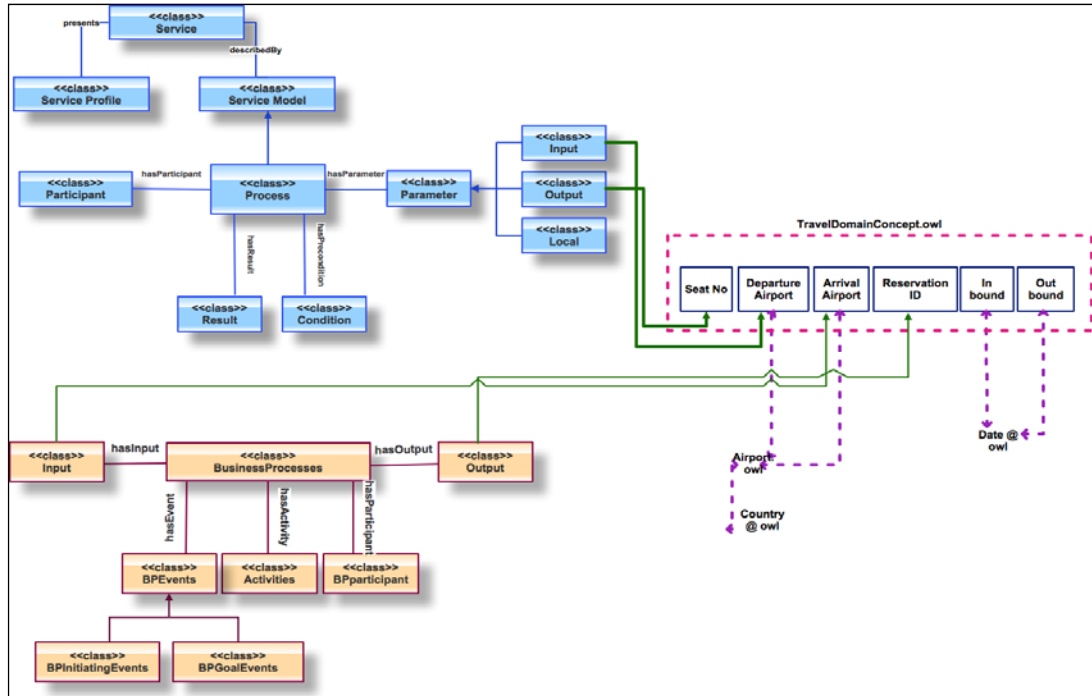 <<class>>
Service
presents
describedBy
<<class>>
Service Profile
<<class>>
Service Model
<<class>>
Input
<<class>>
Participant
hasParticipant
<<class>>
Process
hasParameter
<<class>>
Parameter
<<class>>
Output
<<class>>
Local
hasResult
hasPrecondition
<<class>>
Result
<<class>>
Condition
TravelDomainConcept.owl
Seat No
Departure
Airport
Arrival
Airport
Reservation
ID
In
bound
Out
bound
<<class>>
Input
hasInput
<<class>>
BusinessProcesses
hasOutput
<<class>>
Output
Date @
owl
Airport.
owl
Country
@ owl
hasEvent
hasActivity
hasParticipant
<<class>>
BPEvents
<<class>>
Activities
<<class>>
BPparticipant
<<class>>
BPInitiatingEvents
<<class>>
BPGoalEvents